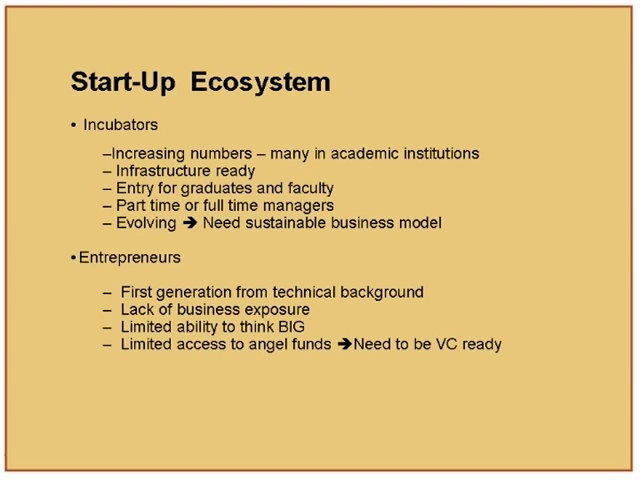 Start-Up Ecosystem
• Incubators
–Increasing numbers – many in academic institutions
– Infrastructure ready
– Entry for graduates and faculty
– Part time or full time managers
– Evolving ➔ Need sustainable business model
• Entrepreneurs
– First generation from technical background
– Lack of business exposure
– Limited ability to think BIG
– Limited access to angel funds ➔Need to be VC ready